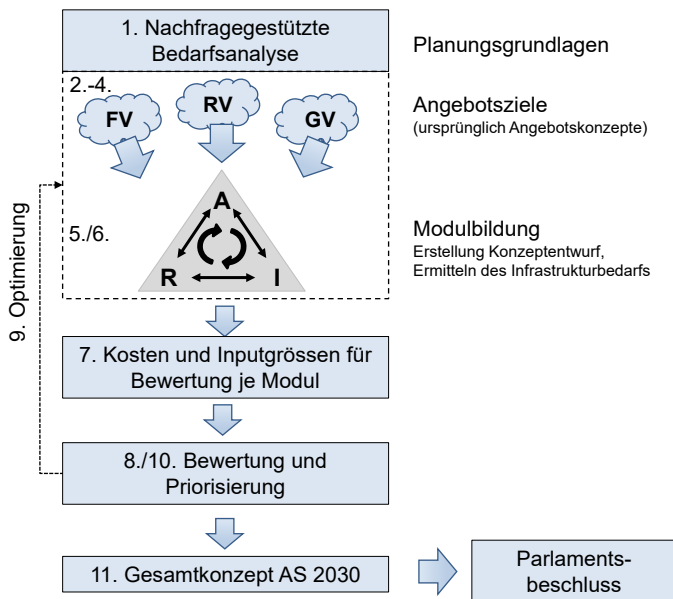 1. Nachfragegestützte
Bedarfsanalyse
Planungsgrundlagen
2.-4.
FV
RV
GV
Angebotsziele
(ursprünglich Angebotskonzepte)
9. Optimierung
5./6.
A
R
I
Modulbildung
Erstellung Konzeptentwurf,
Ermitteln des Infrastrukturbedarfs
7. Kosten und Inputgrössen für
Bewertung je Modul
8./10. Bewertung und
Priorisierung
11. Gesamtkonzept AS 2030
Parlaments-
beschluss